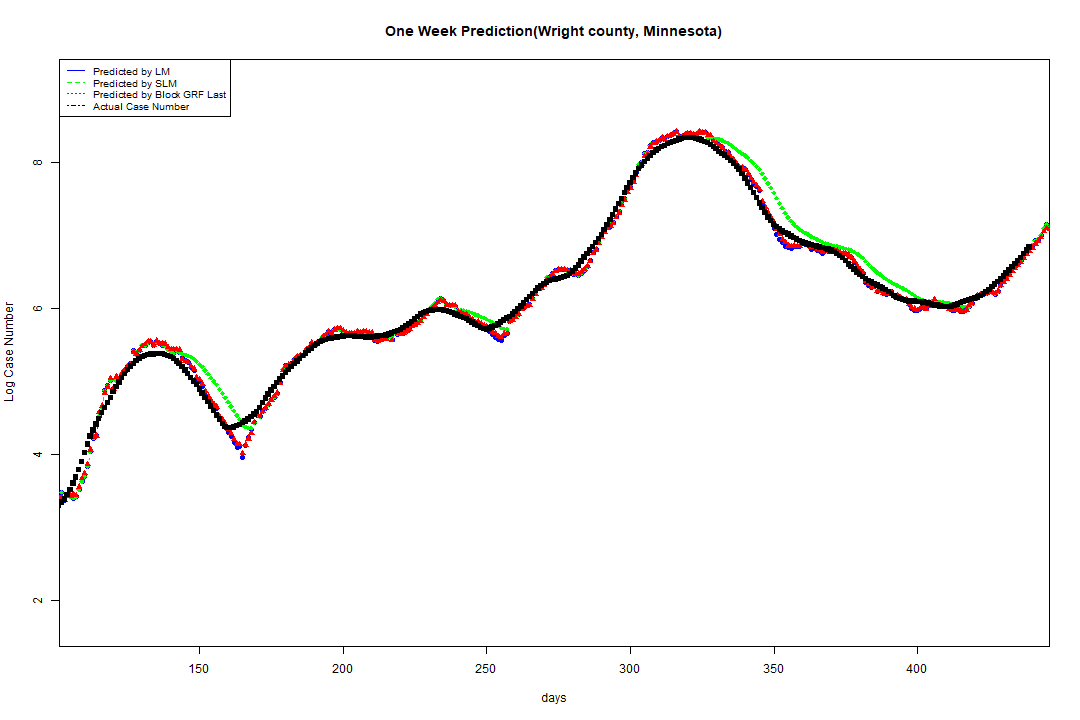 One Week Prediction(Wright county, Minnesota)
Predicted by LM
Predicted by SLM
Predicted by Block GRF Last
Actual Case Number
Log Case Number
8
6
4
2
150 200 250 300 350 400
days